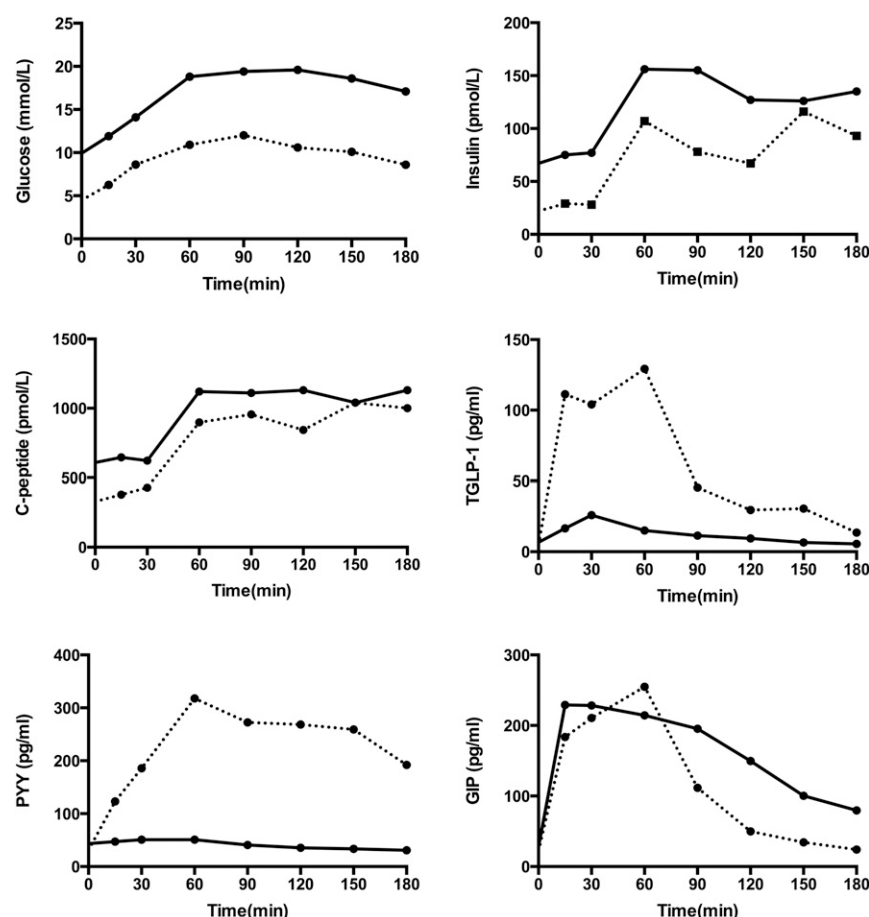 25
20
15
10
5
0
Glucose (mmol/L)
0 30 60 90 120 150 180
Time(min)
200
150
100
50
0
Insulin (pmol/L)
0 30 60 90 120 150 180
Time(min)
1500
1000
500
0
C-peptide (pmol/L)
0 30 60 90 120 150 180
Time(min)
150
100
50
0
TGLP-1 (pg/ml)
0 30 60 90 120 150 180
Time(min)
400
300
200
100
0
PYY (pg/ml)
0 30 60 90 120 150 180
Time(min)
300
200
100
0
GIP (pg/ml)
0 30 60 90 120 150 180
Time(min)